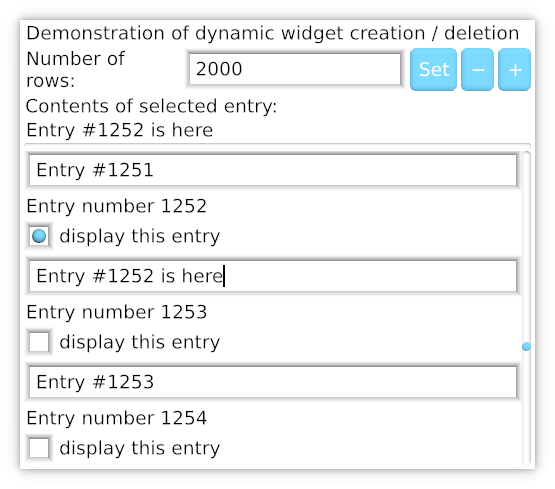 Demonstration of dynamic widget creation / deletion
Number of
rows:
2000
Set
−
+
Contents of selected entry:
Entry #1252 is here
Entry #1251
Entry number 1252
display this entry
Entry #1252 is here
Entry number 1253
display this entry
Entry #1253
Entry number 1254
display this entry